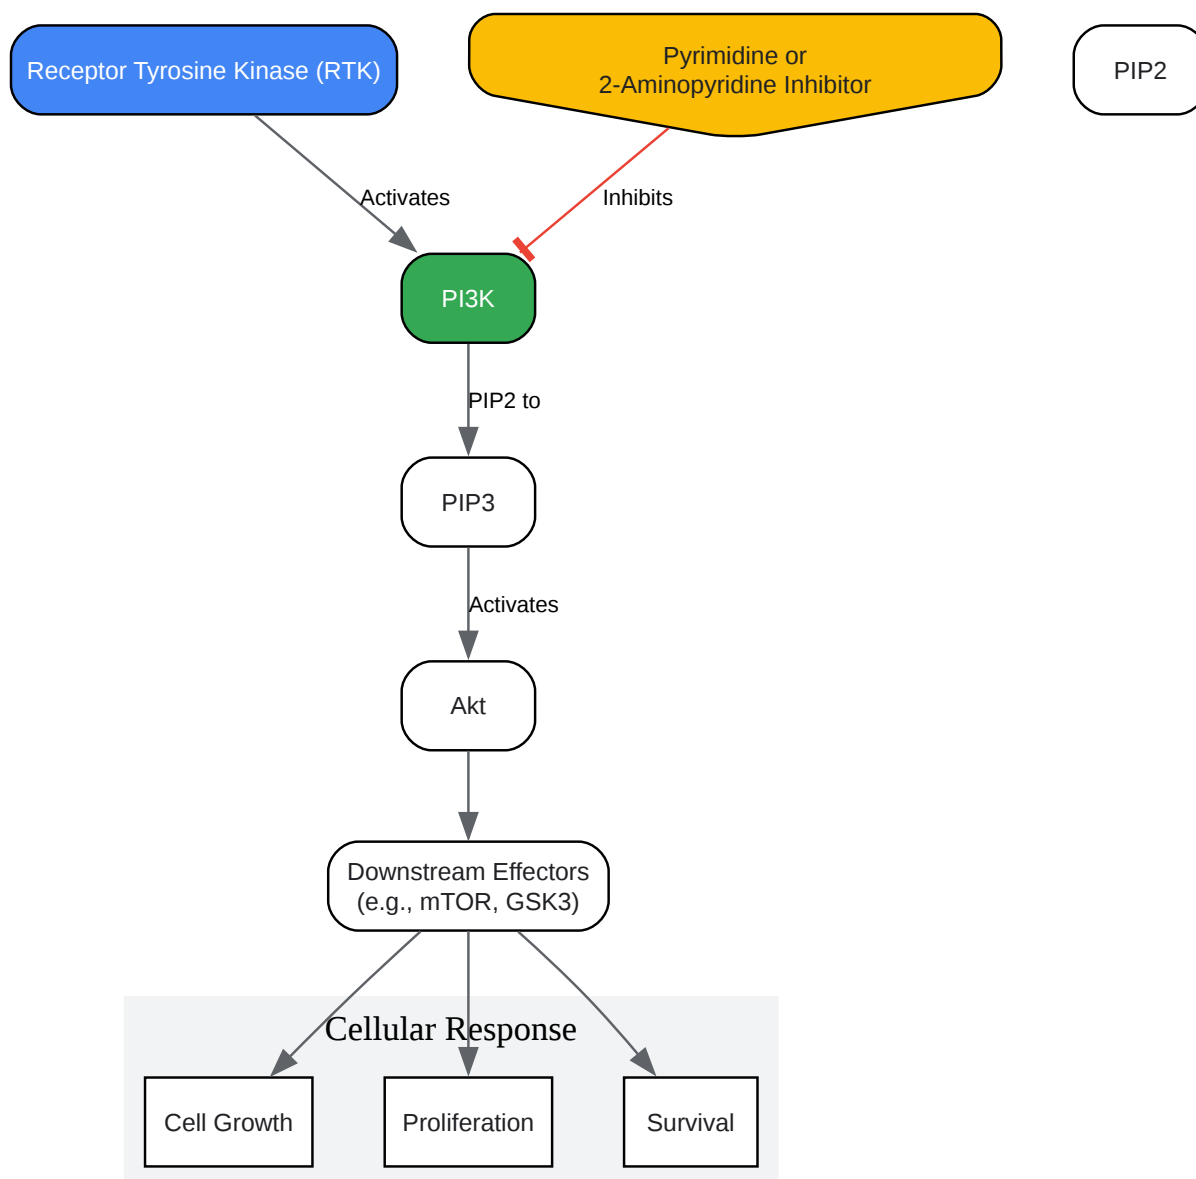 Receptor Tyrosine Kinase (RTK)
Pyrimidine or
2-Aminopyridine Inhibitor
PIP2
Activates
Inhibits
PI3K
PIP2 to
PIP3
Activates
Akt
Downstream Effectors
(e.g., mTOR, GSK3)
Cellular Response
Cell Growth
Proliferation
Survival